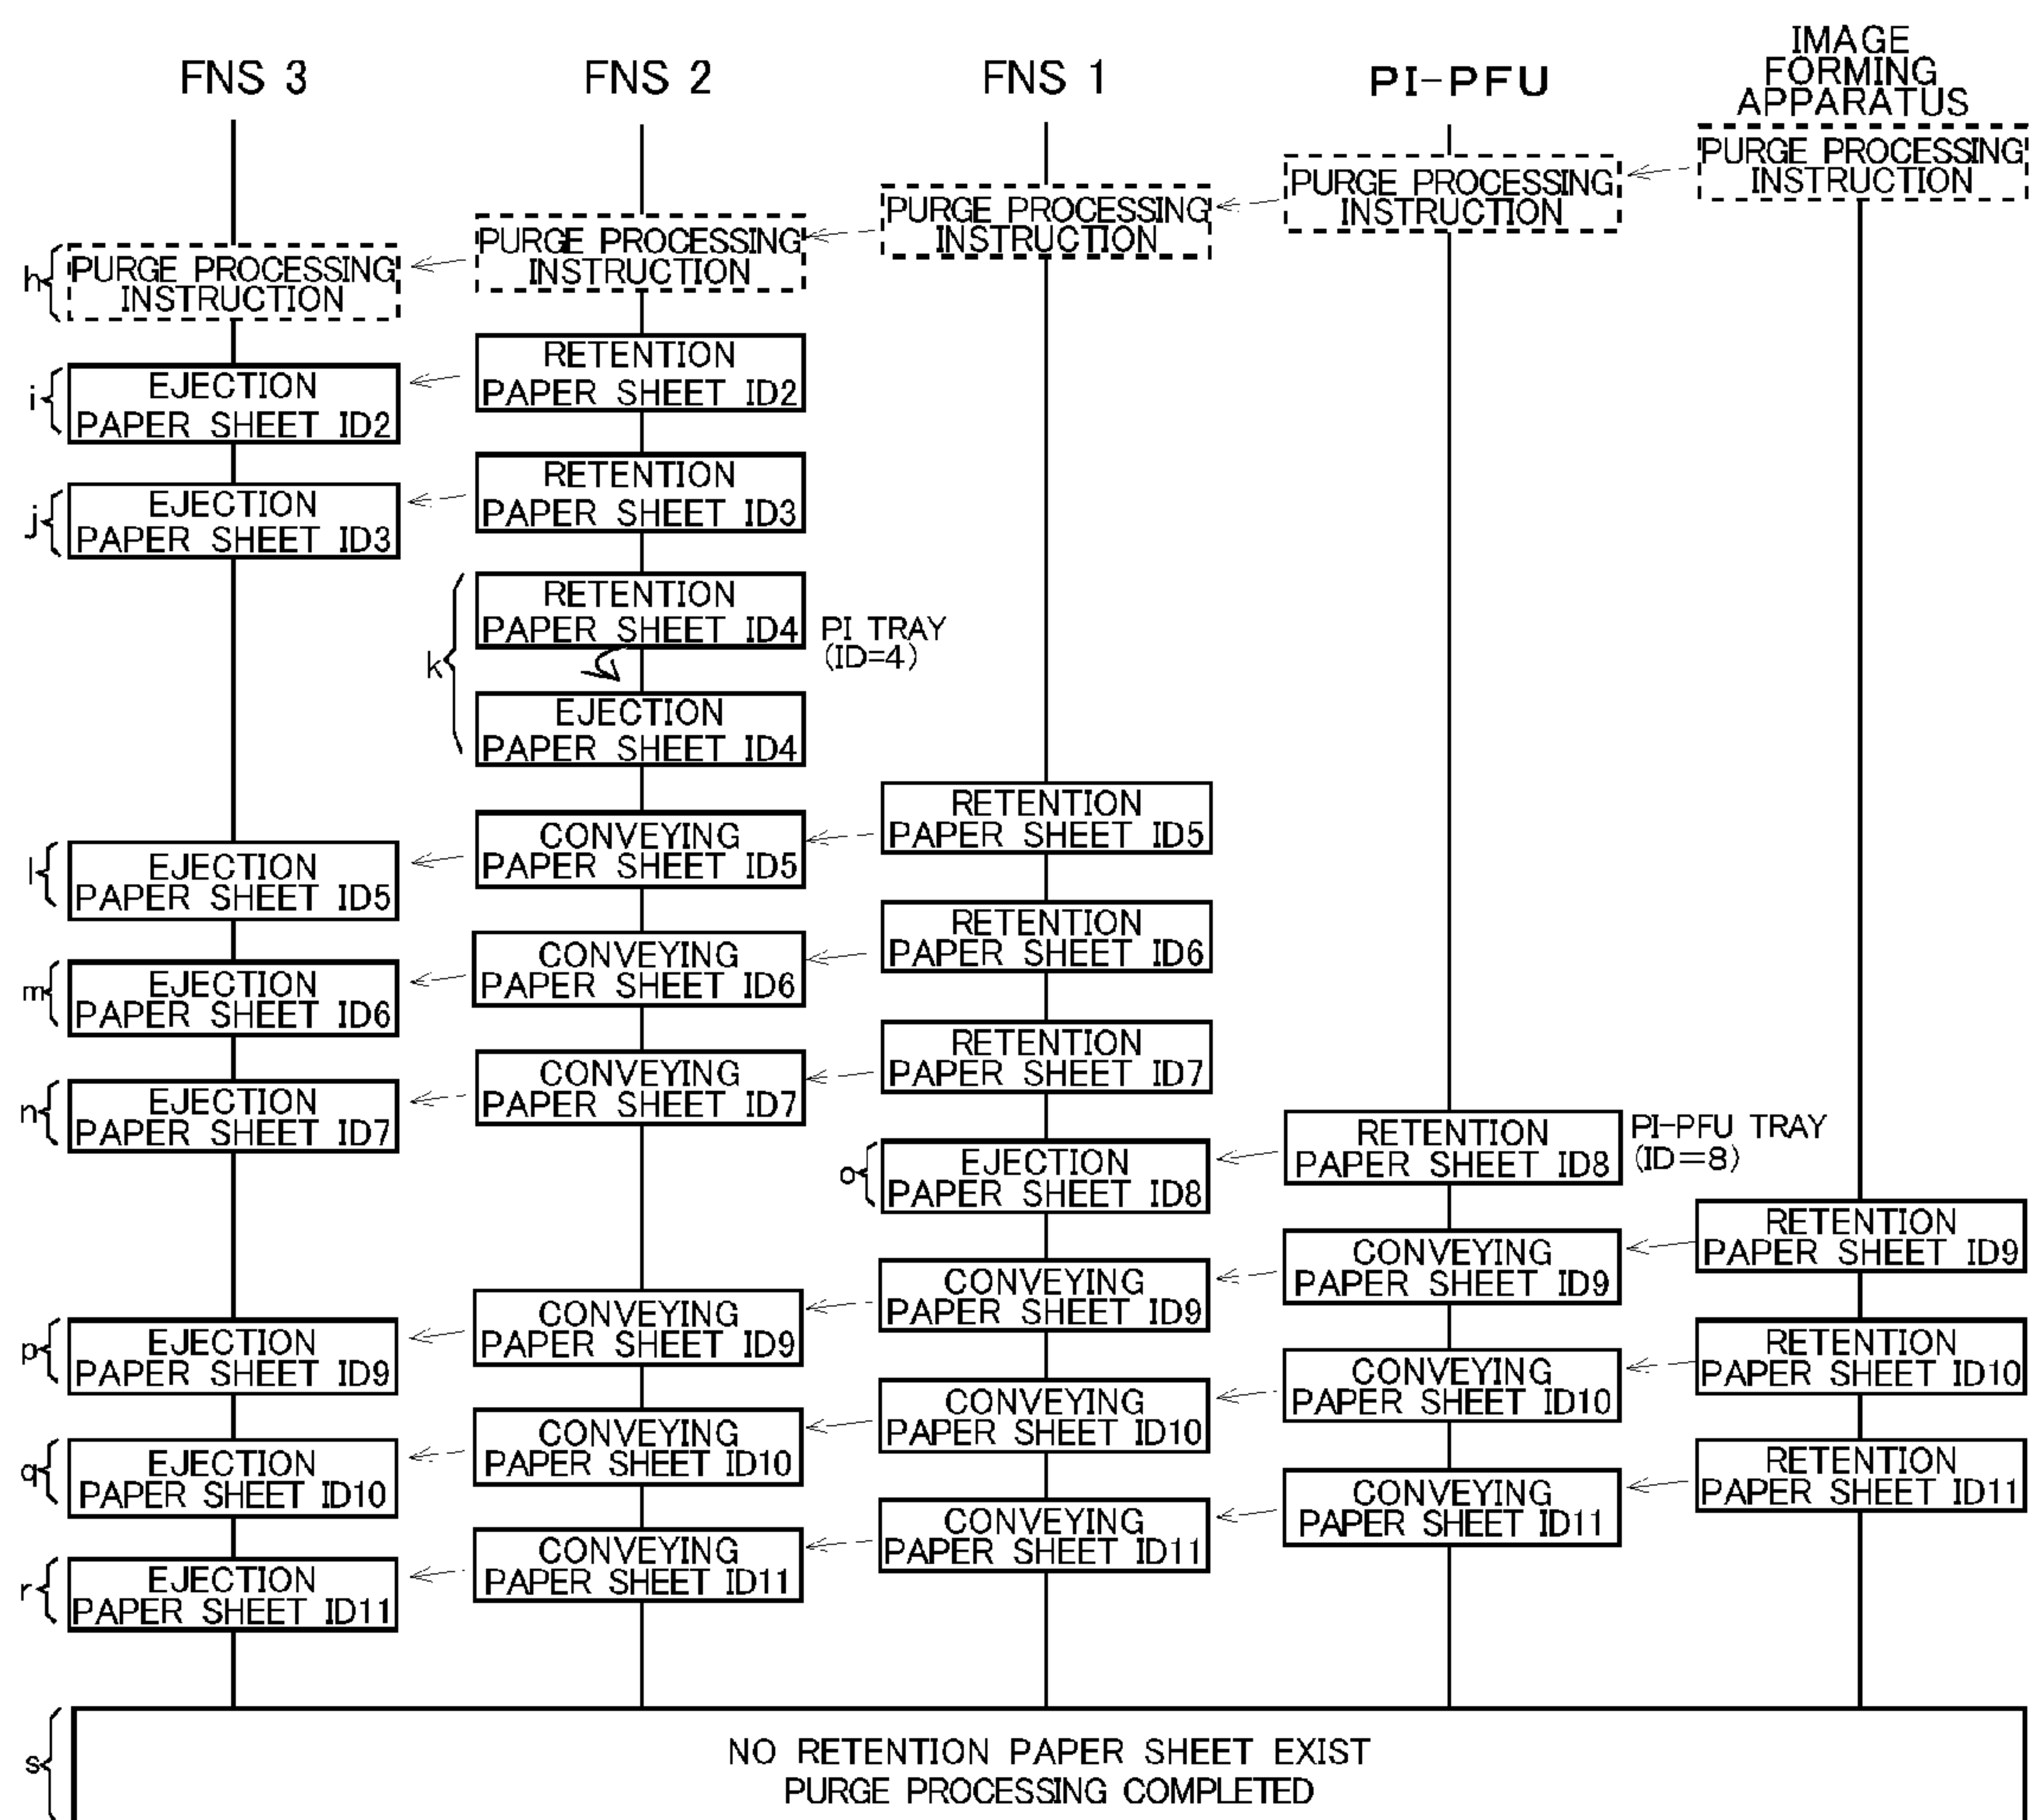 FNS 3
FNS 2
FNS 1
PI-PFU
IMAGE
FORMING
APPARATUS
PURGE PROCESSING
INSTRUCTION
PURGE PROCESSING
INSTRUCTION
PURGE PROCESSING
INSTRUCTION
PURGE PROCESSING
INSTRUCTION
h
PURGE PROCESSING
INSTRUCTION
RETENTION
PAPER SHEET ID2
i
EJECTION
PAPER SHEET ID2
RETENTION
PAPER SHEET ID3
j
EJECTION
PAPER SHEET ID3
k
RETENTION
PAPER SHEET ID4
PI TRAY
(ID=4)
EJECTION
PAPER SHEET ID4
RETENTION
PAPER SHEET ID5
CONVEYING
PAPER SHEET ID5
l
EJECTION
PAPER SHEET ID5
RETENTION
PAPER SHEET ID6
CONVEYING
PAPER SHEET ID6
m
EJECTION
PAPER SHEET ID6
RETENTION
PAPER SHEET ID7
CONVEYING
PAPER SHEET ID7
n
EJECTION
PAPER SHEET ID7
RETENTION
PAPER SHEET ID8
PI-PFU TRAY
(ID=8)
o
EJECTION
PAPER SHEET ID8
RETENTION
PAPER SHEET ID9
CONVEYING
PAPER SHEET ID9
CONVEYING
PAPER SHEET ID9
CONVEYING
PAPER SHEET ID9
p
EJECTION
PAPER SHEET ID9
RETENTION
PAPER SHEET ID10
CONVEYING
PAPER SHEET ID10
CONVEYING
PAPER SHEET ID10
CONVEYING
PAPER SHEET ID10
q
EJECTION
PAPER SHEET ID10
RETENTION
PAPER SHEET ID11
CONVEYING
PAPER SHEET ID11
CONVEYING
PAPER SHEET ID11
CONVEYING
PAPER SHEET ID11
r
EJECTION
PAPER SHEET ID11
s
NO RETENTION PAPER SHEET EXIST
PURGE PROCESSING COMPLETED